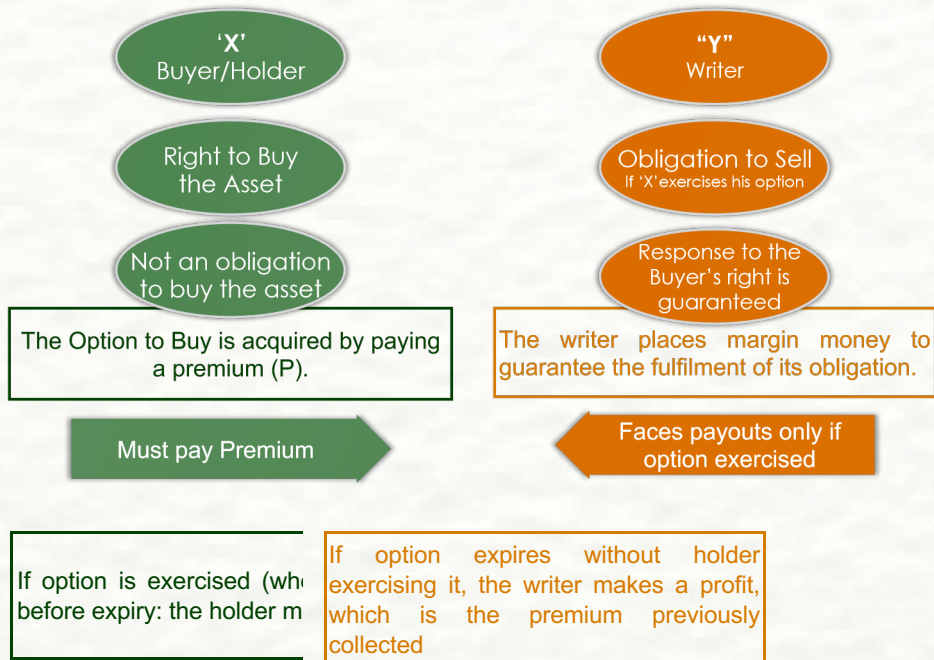 ‘X’
Buyer/Holder
“Y”
Writer
Right to Buy
the Asset
Obligation to Sell
If ‘X’exercises his option
Not an obligation
to buy the asset
Response to the
Buyer’s right is
guaranteed
The Option to Buy is acquired by paying
a premium (P).
The writer places margin money to
guarantee the fulfilment of its obligation.
Must pay Premium
Faces payouts only if
option exercised
If option is exercised
before expiry: the holder
If option expires without holder
exercising it, the writer makes a profit,
which is the premium previously
collected